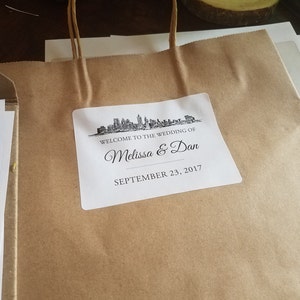 WELCOME TO THE WEDDING OF
Melissa & Dan
SEPTEMBER 23, 2017